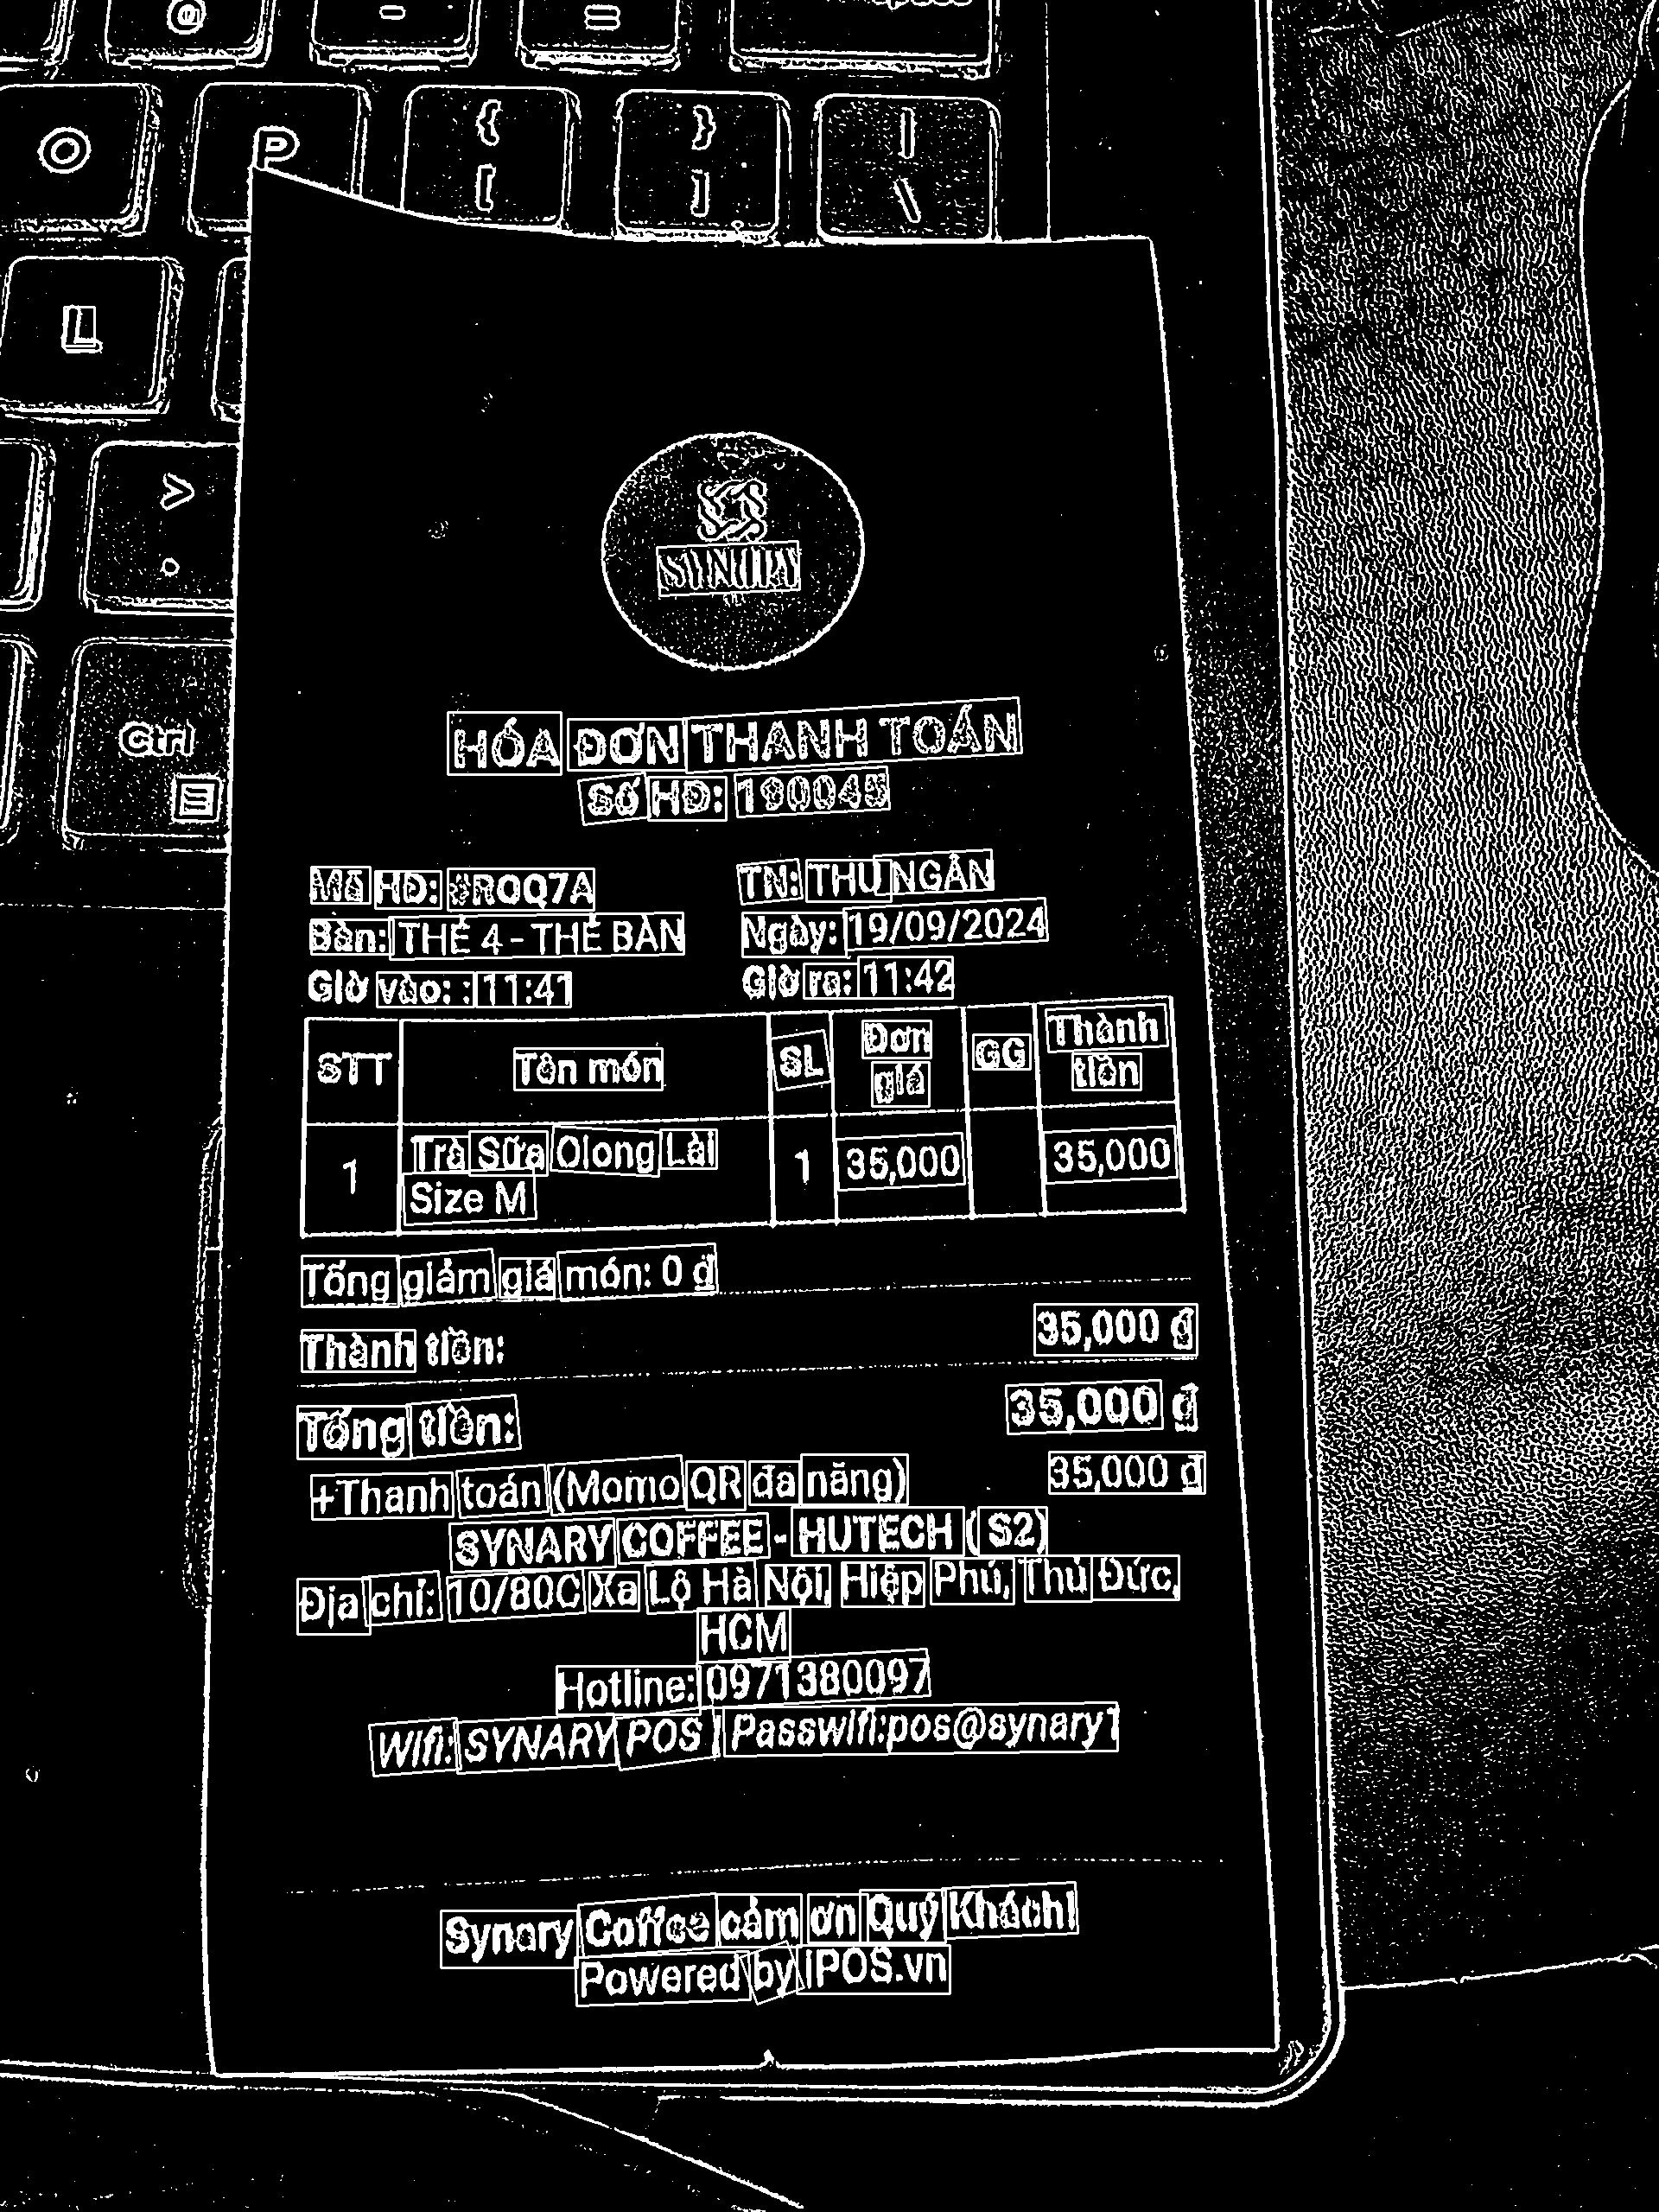 @ - =
O P { [ } ] | \
L
> .
Ctrl
SYNARY
HÓA ĐƠN THANH TOÁN
Số HĐ: 190045
Mã HĐ: #ROQ7A TN: THU NGÂN
Bàn: THẺ 4 - THẺ BÀN Ngày: 19/09/2024
Giờ vào: : 11:41 Giờ ra: 11:42
STT Tên món SL Đơn giá GG Thành tiền
1 Trà Sữa Olong Lài 1 35,000 35,000
Size M
Tổng giảm giá món: 0 đ
Thành tiền: 35,000 đ
Tổng tiền: 35,000 đ
+Thanh toán (Momo QR đa năng) 35,000 đ
SYNARY COFFEE - HUTECH ( S2)
Địa chỉ: 10/80C Xa Lộ Hà Nội, Hiệp Phú, Thủ Đức,
HCM
Hotline: 0971380097
Wifi: SYNARY POS | Passwifi:pos@synary1
Synary Coffee cảm ơn Quý Khách!
Powered by iPOS.vn